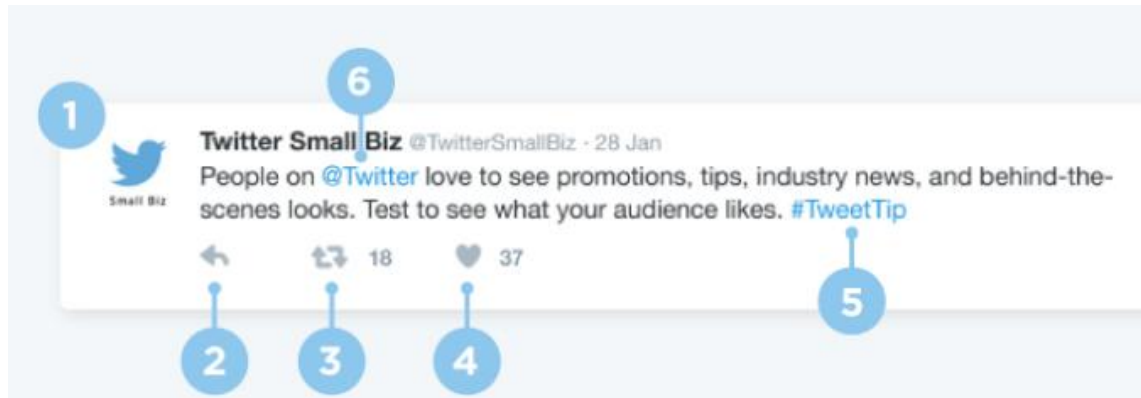 6
1
Twitter Small Biz @TwitterSmallBiz · 28 Jan
People on @Twitter love to see promotions, tips, industry news, and behind-the-
Small Biz
scenes looks. Test to see what your audience likes. #TweetTip
18 37
5
2 3 4